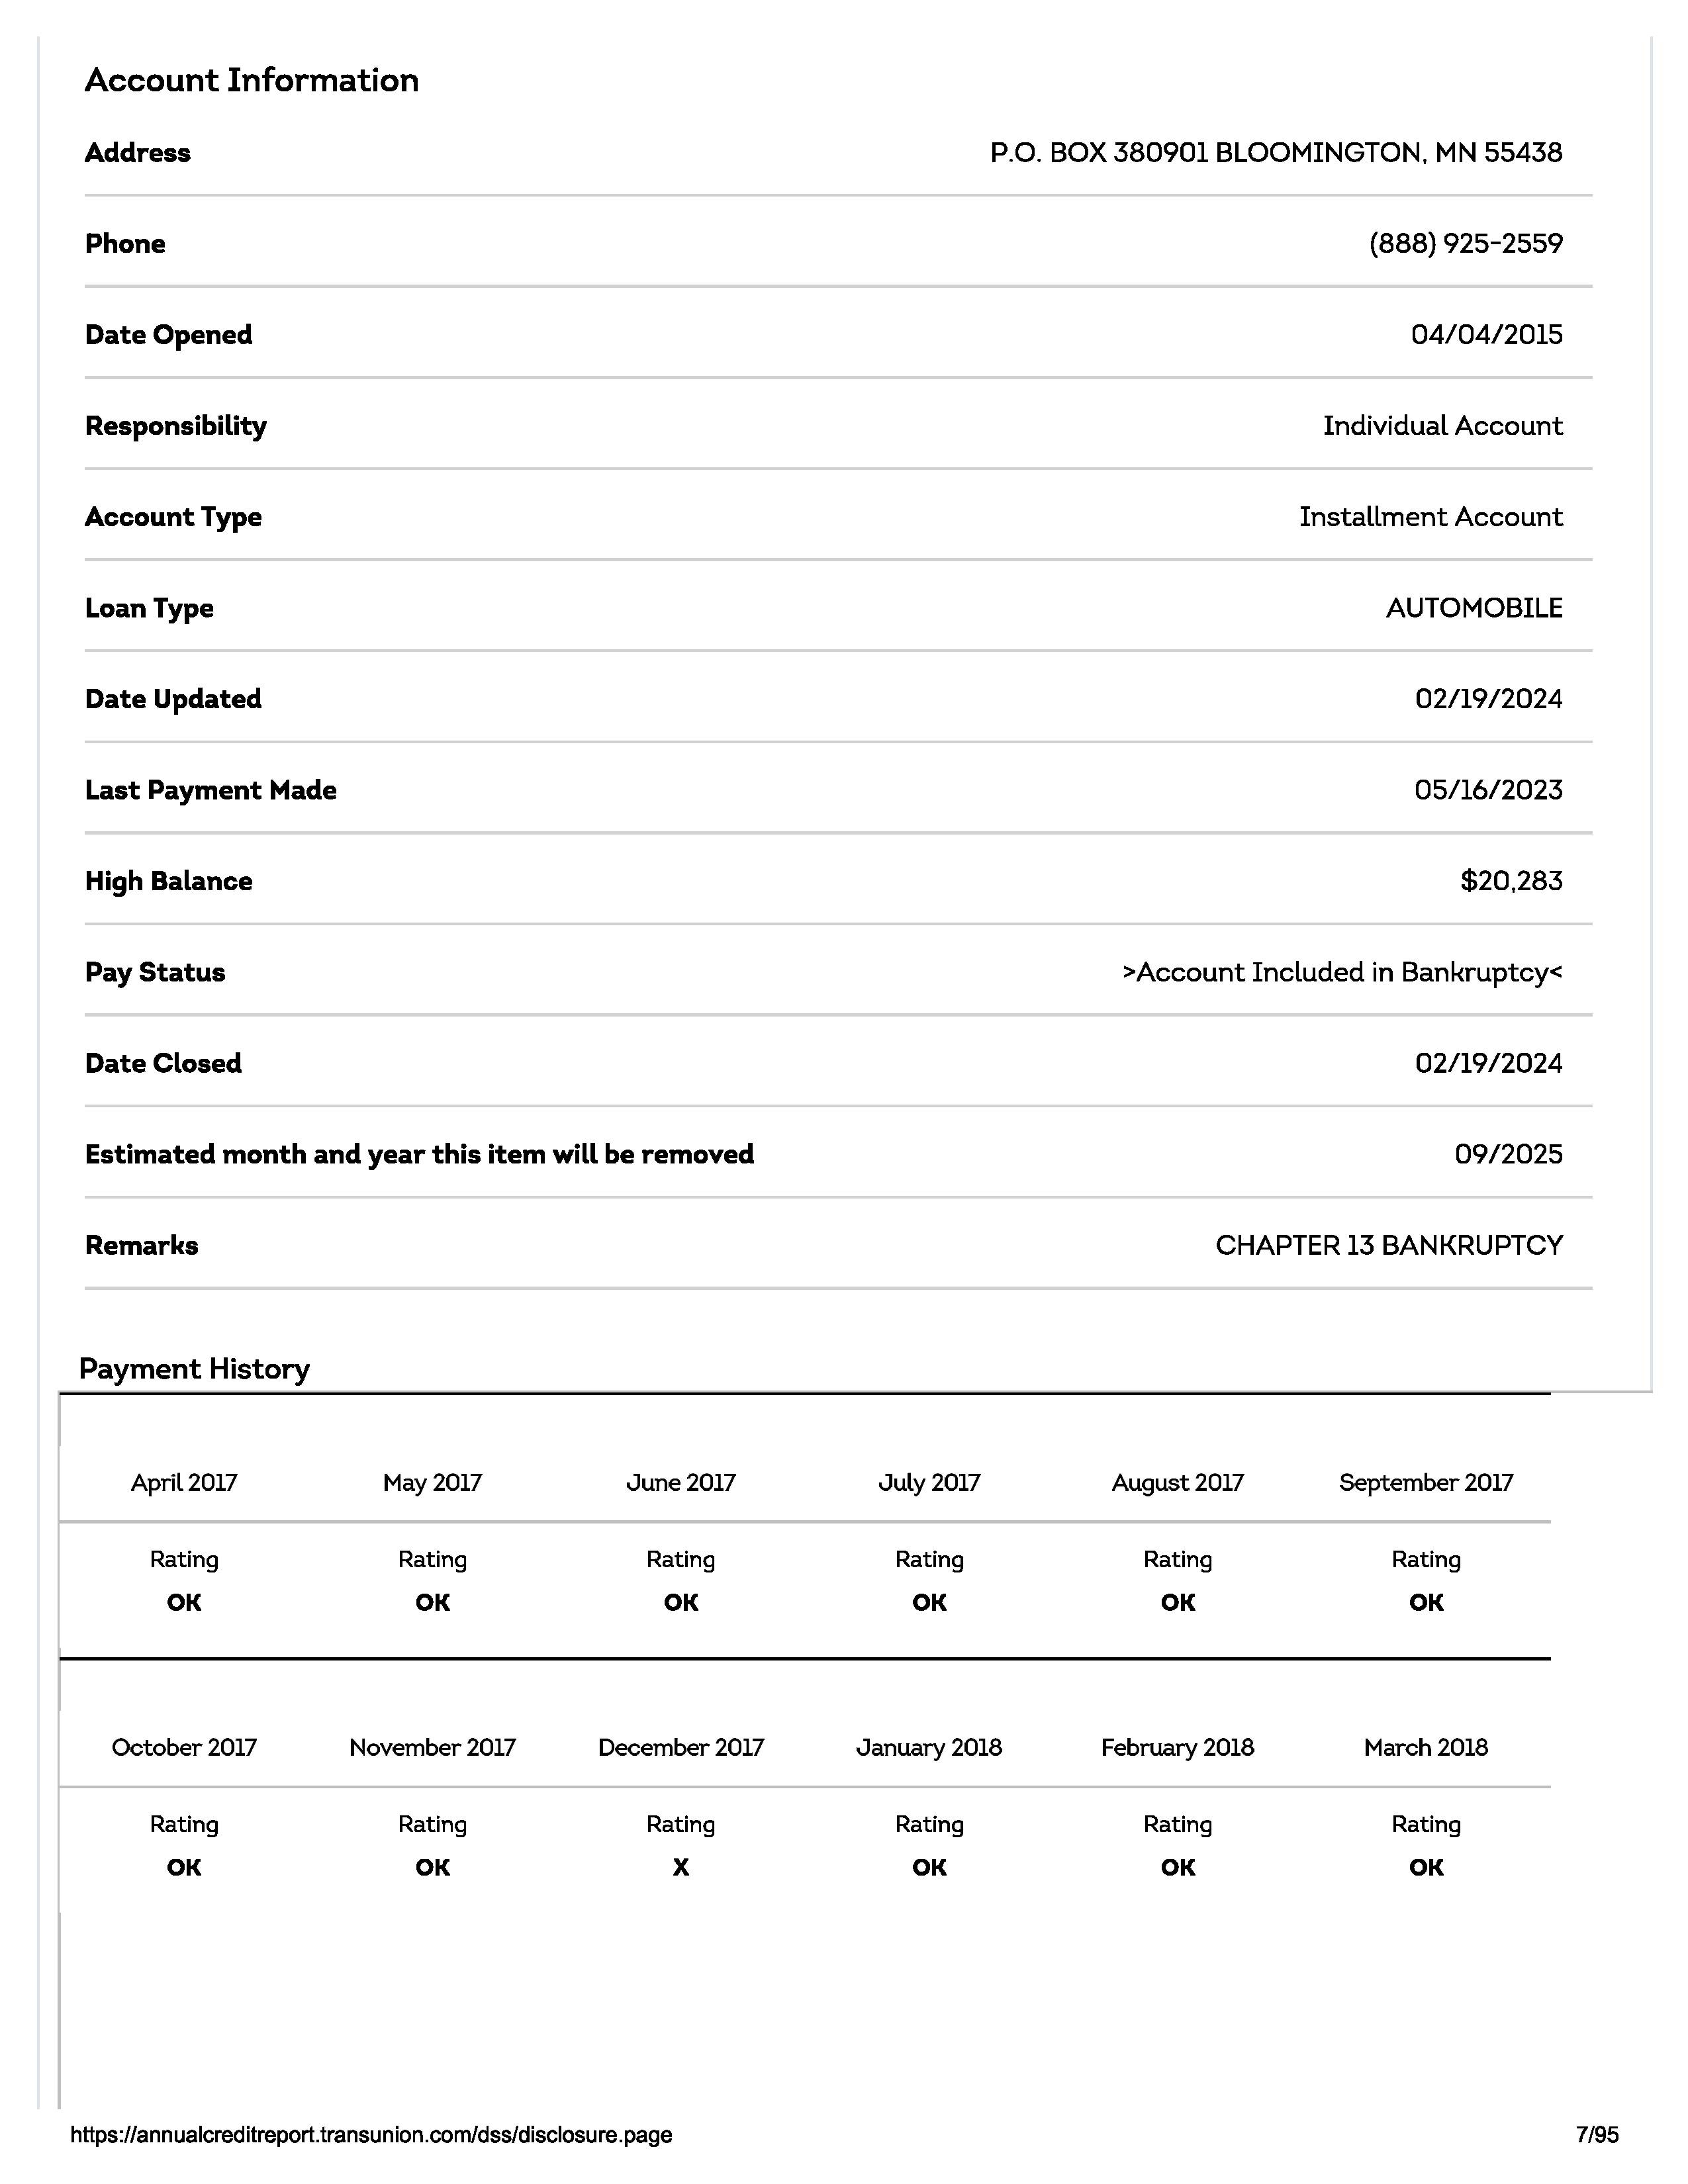 Account Information
Address P.O. BOX 380901 BLOOMINGTON, MN 55438
Phone (888) 925-2559
Date Opened 04/04/2015
Responsibility Individual Account
Account Type Installment Account
Loan Type AUTOMOBILE
Date Updated 02/19/2024
Last Payment Made 05/16/2023
High Balance $20,283
Pay Status >Account Included in Bankruptcy<
Date Closed 02/19/2024
Estimated month and year this item will be removed 09/2025
Remarks CHAPTER 13 BANKRUPTCY
Payment History
April 2017 May 2017 June 2017 July 2017 August 2017 September 2017
Rating Rating Rating Rating Rating Rating
OK OK OK OK OK OK
October 2017 November 2017 December 2017 January 2018 February 2018 March 2018
Rating Rating Rating Rating Rating Rating
OK OK X OK OK OK
https://annualcreditreport.transunion.com/dss/disclosure.page 7/95